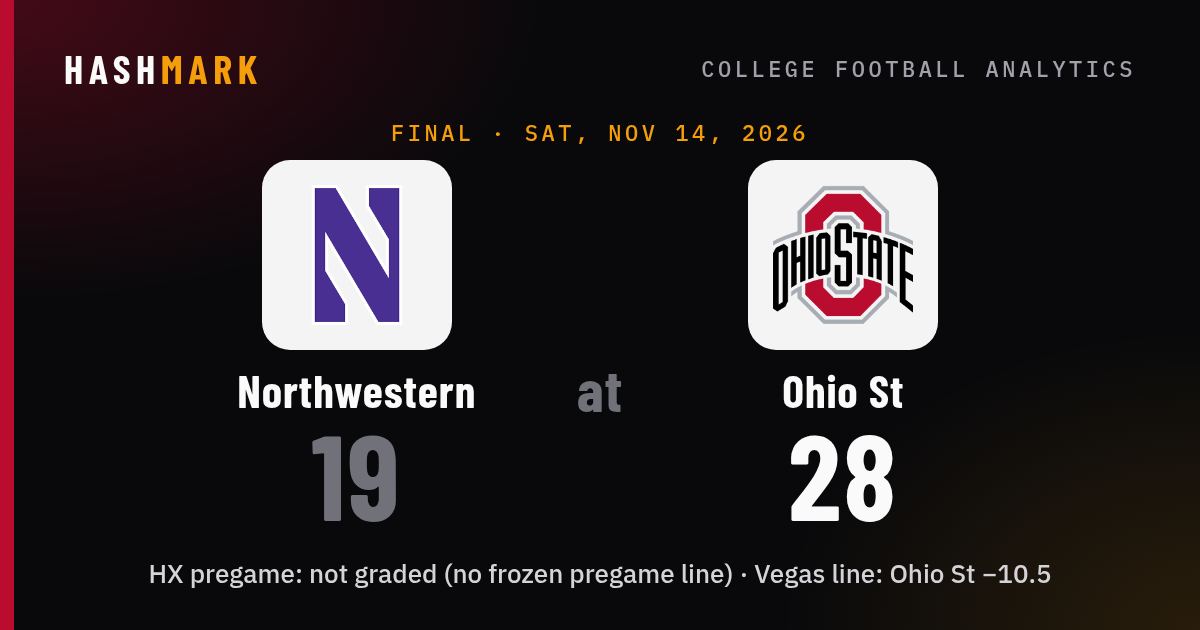 HASHMARK
COLLEGE FOOTBALL ANALYTICS
FINAL · SAT, NOV 14, 2026
N
OHIO STATE
Northwestern
at
Ohio St
19
28
HX pregame: not graded (no frozen pregame line) · Vegas line: Ohio St −10.5